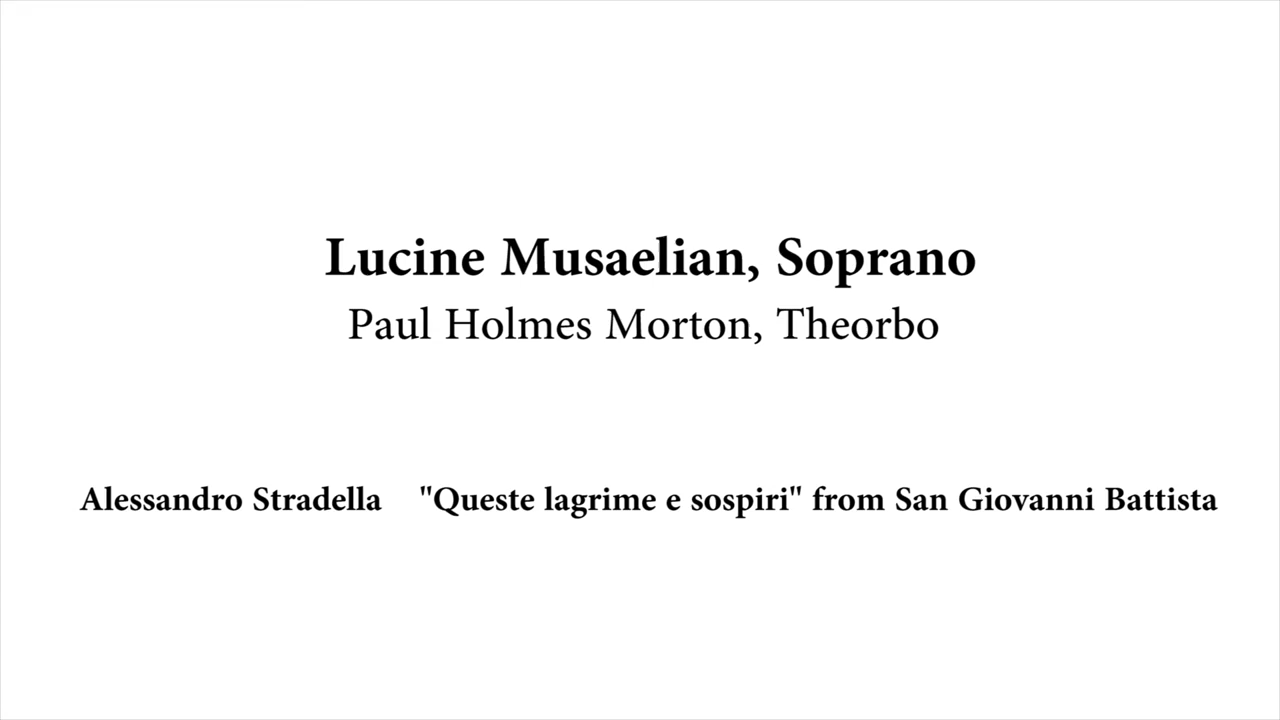 Lucine Musaelian, Soprano
Paul Holmes Morton, Theorbo
Alessandro Stradella "Queste lagrime e sospiri" from San Giovanni Battista